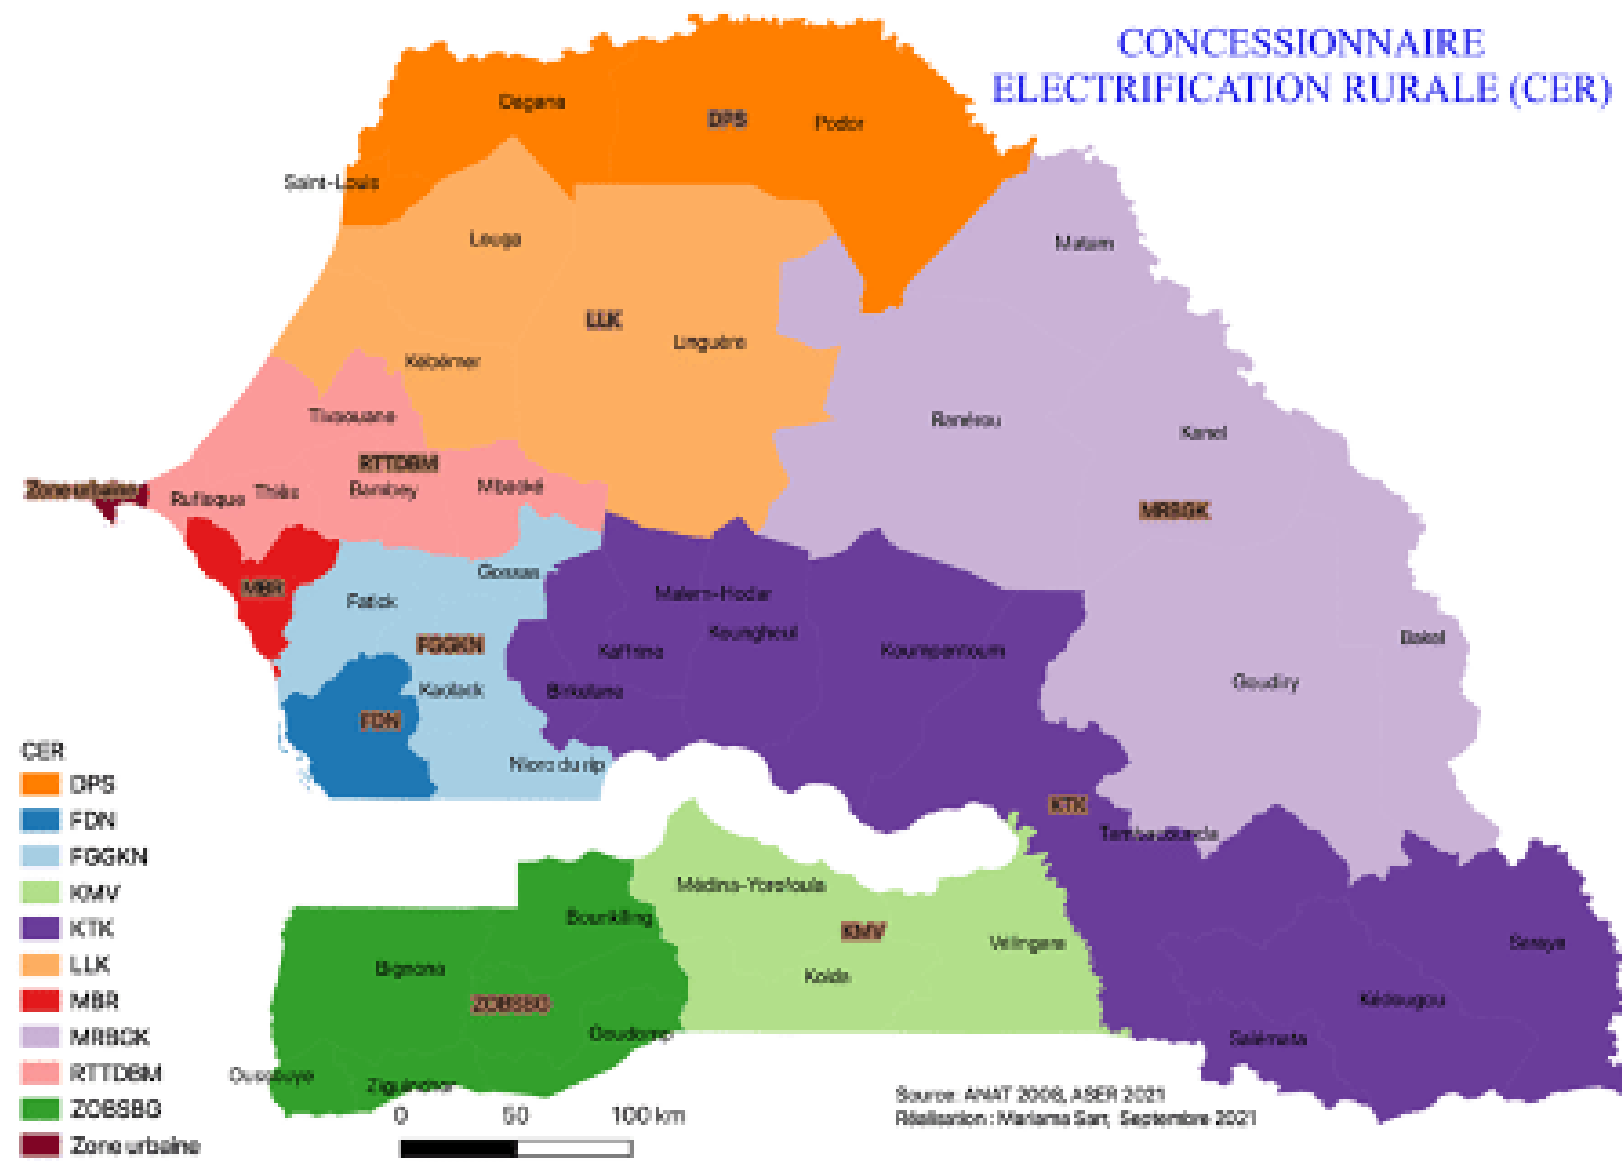 CONCESSIONNAIRE
ELECTRIFICATION RURALE (CER)
Dagana
DPS
Podor
Saint-Louis
Louga
Matam
LLK
Linguère
Kébémer
Tivaouane
Ranérou
Kanel
RTTDBM
Zone urbaine
Rufisque
Thiès
Bambey
Mbacké
MRBGK
MBR
Gossas
Fatick
Malem-Hodar
Koungheul
FGGKN
Kaffrine
Koumpentoum
Bakel
Goudiry
Kaolack
Birkelane
FDN
Nioro du rip
KTK
Tambacounda
CER
DPS
FDN
FGGKN
KMV
KTK
LLK
MBR
MRBGK
RTTDBM
ZOBSBG
Zone urbaine
Médina-Yorofoula
Bounkiling
KMV
Vélingara
Saraya
Bignona
Kolda
ZOBSBG
Kédougou
Goudomp
Salémata
Oussouye
Ziguinchor
0 50 100 km
Source: ANAT 2008, ASER 2021
Réalisation : Mariama Sarr, Septembre 2021